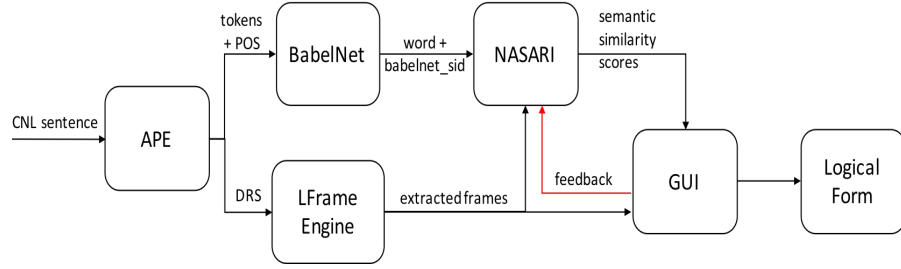 tokens
+ POS
BabelNet
word +
babelnet_sid
NASARI
semantic
similarity
scores
CNL sentence
APE
DRS
LFrame
Engine
extracted frames
feedback
GUI
Logical
Form